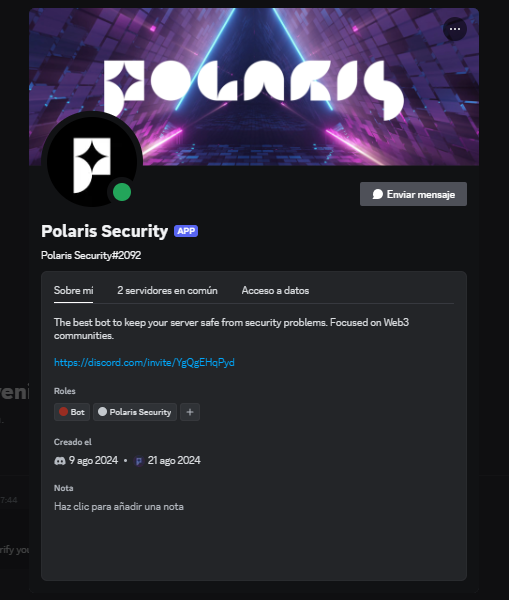 POLARIS
Enviar mensaje
Polaris Security APP
Polaris Security#2092
Sobre mí 2 servidores en común Acceso a datos
The best bot to keep your server safe from security problems. Focused on Web3
communities.
https://discord.com/invite/YgQgEHqPyd
Roles
Bot Polaris Security +
Creado el
9 ago 2024 • 21 ago 2024
Nota
Haz clic para añadir una nota
7:44